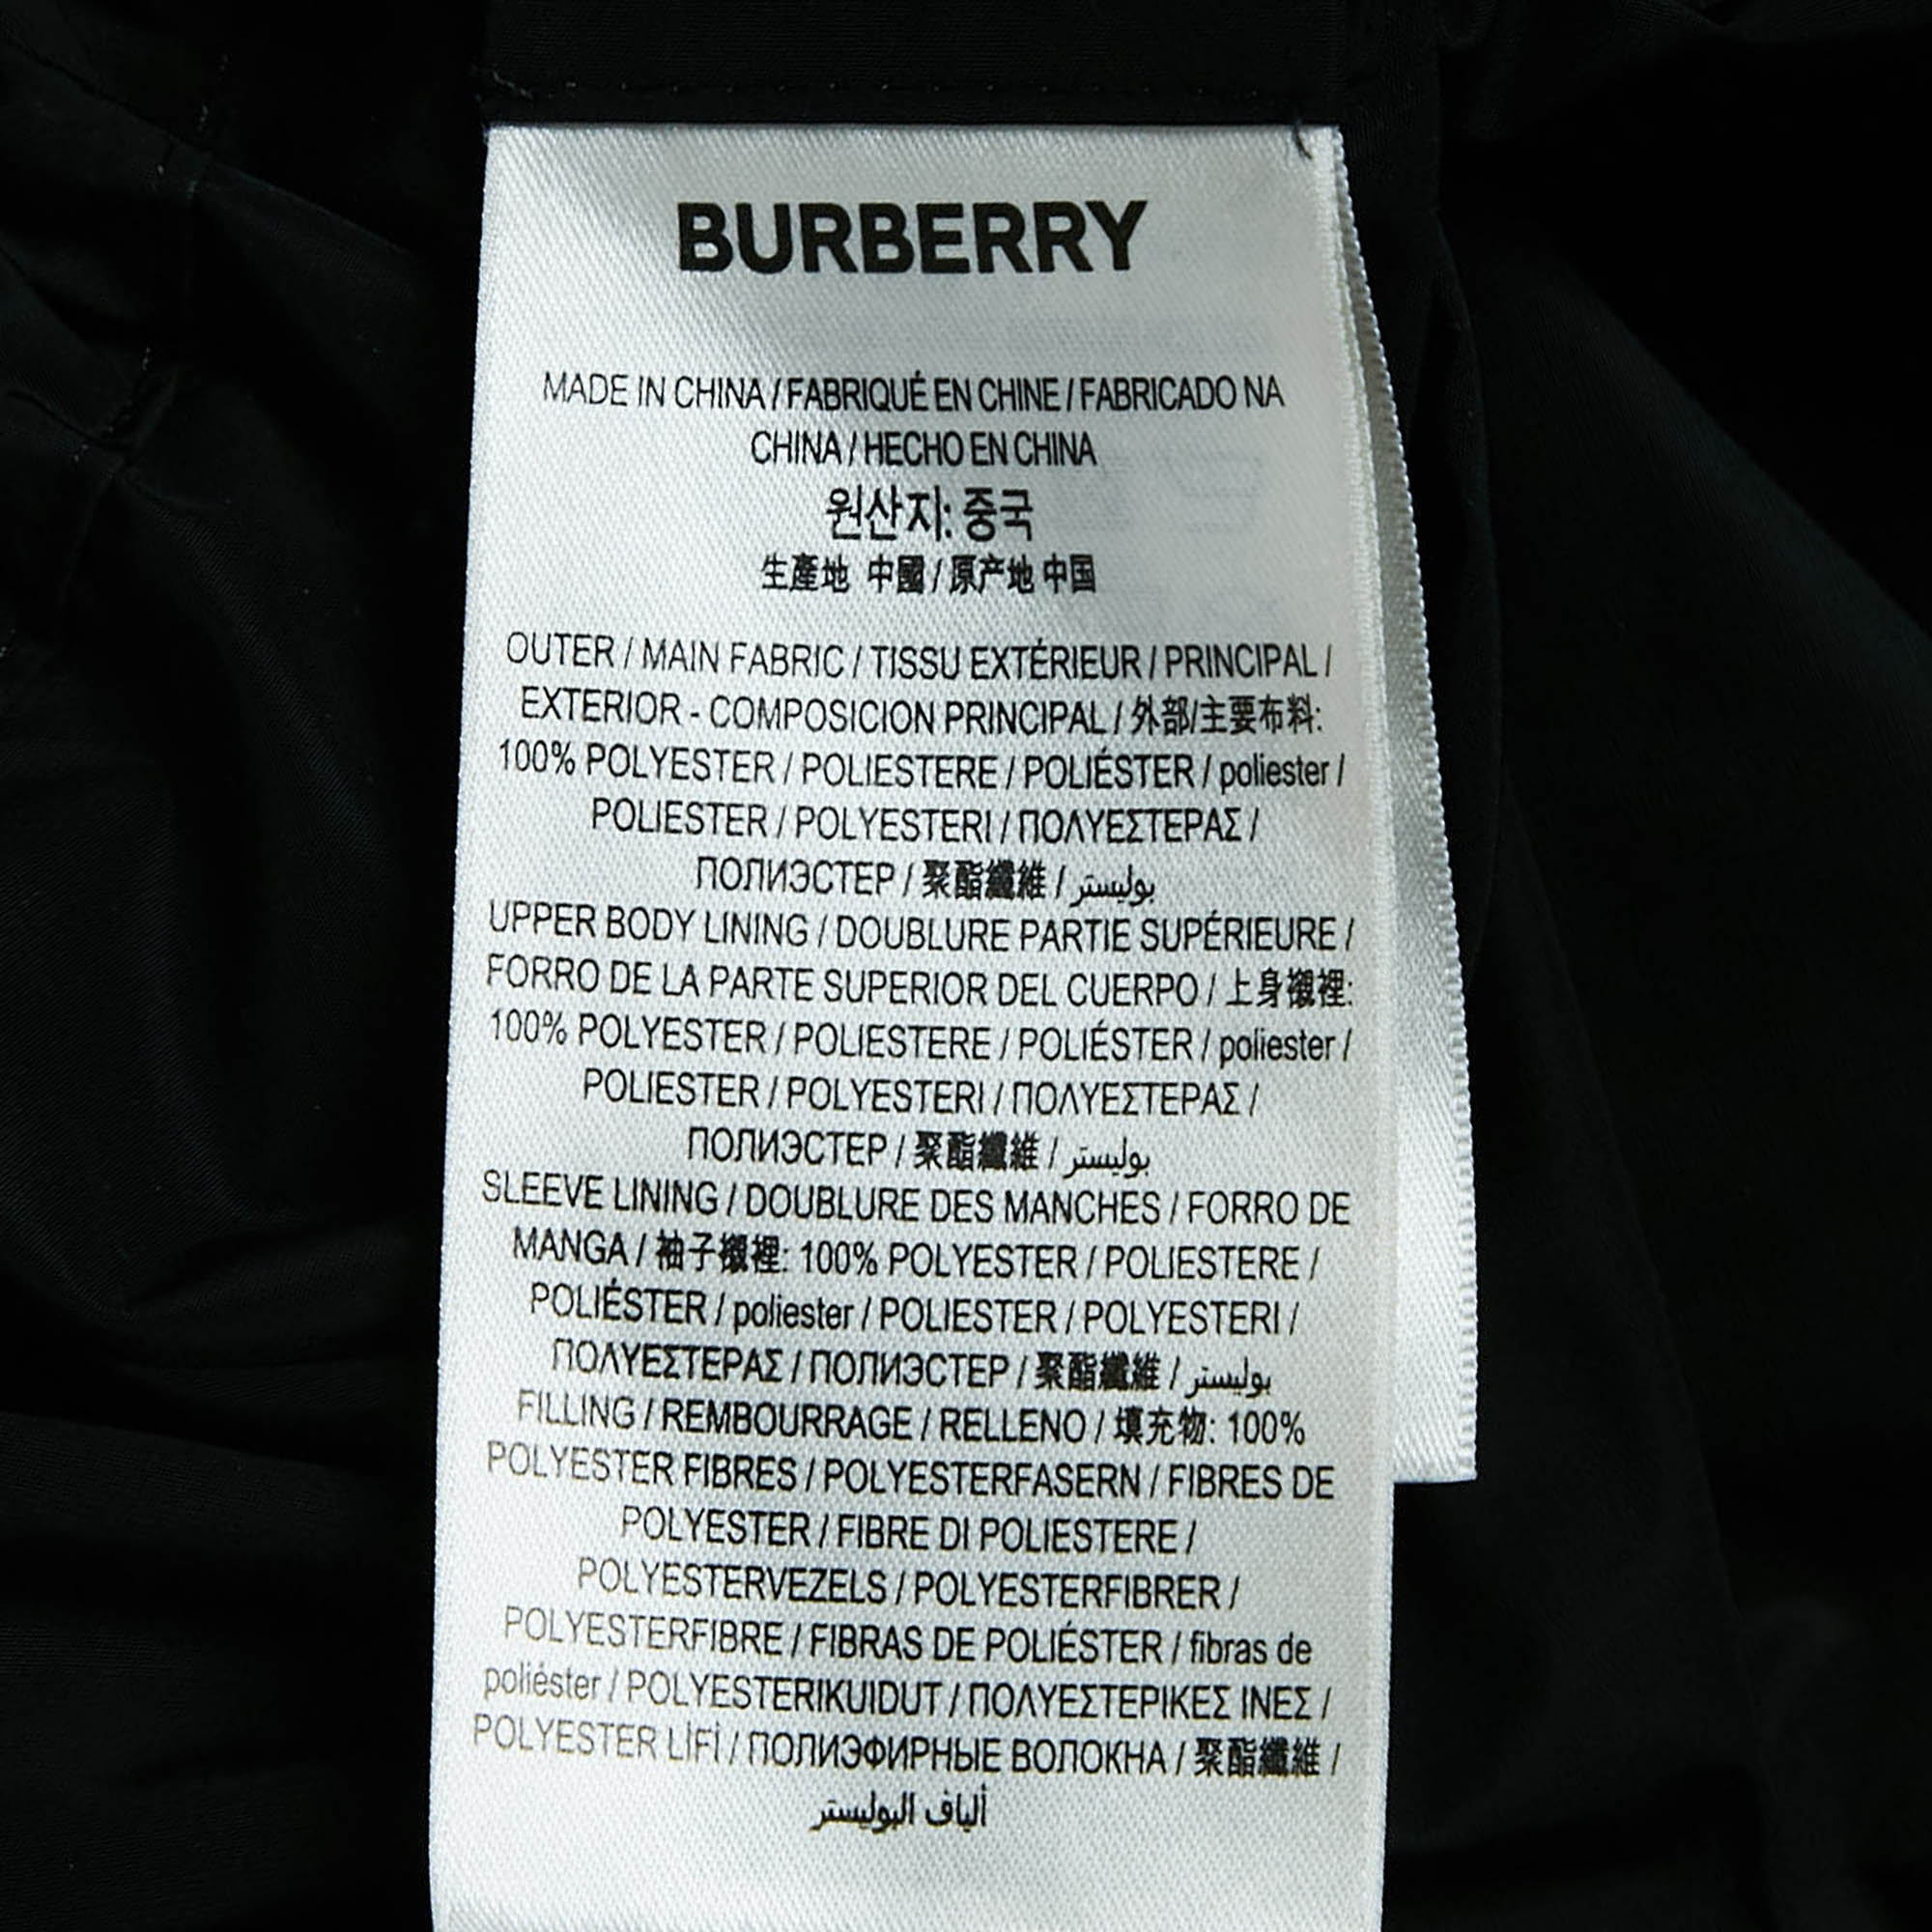 BURBERRY
MADE IN CHINA / FABRIQUÉ EN CHINE / FABRICADO NA
CHINA / HECHO EN CHINA
원산지: 중국
生產地 中國 / 原产地 中国
OUTER / MAIN FABRIC / TISSU EXTÉRIEUR / PRINCIPAL /
EXTERIOR - COMPOSICION PRINCIPAL / 外部/主要布料:
100% POLYESTER / POLIESTERE / POLIÉSTER / poliester /
POLIESTER / POLYESTERI / ΠΟΛΥΕΣΤΕΡΑΣ /
ПОЛИЭСТЕР / 聚酯纖維 / بوليستر
UPPER BODY LINING / DOUBLURE PARTIE SUPÉRIEURE /
FORRO DE LA PARTE SUPERIOR DEL CUERPO / 上身襯裡:
100% POLYESTER / POLIESTERE / POLIÉSTER / poliester /
POLIESTER / POLYESTERI / ΠΟΛΥΕΣΤΕΡΑΣ /
ПОЛИЭСТЕР / 聚酯纖維 / بوليستر
SLEEVE LINING / DOUBLURE DES MANCHES / FORRO DE
MANGA / 袖子襯裡: 100% POLYESTER / POLIESTERE /
POLIÉSTER / poliester / POLIESTER / POLYESTERI /
ΠΟΛΥΕΣΤΕΡΑΣ / ПОЛИЭСТЕР / 聚酯纖維 / بوليستر
FILLING / REMBOURRAGE / RELLENO / 填充物: 100%
POLYESTER FIBRES / POLYESTERFASERN / FIBRES DE
POLYESTER / FIBRE DI POLIESTERE /
POLYESTERVEZELS / POLYESTERFIBRER /
POLYESTERFIBRE / FIBRAS DE POLIÉSTER / fibras de
poliéster / POLYESTERIKUIDUT / ΠΟΛΥΕΣΤΕΡΙΚΕΣ ΙΝΕΣ /
POLYESTER LİFİ / ПОЛИЭФИРНЫЕ ВОЛОКНА / 聚酯纖維 /
ألياف البوليستر